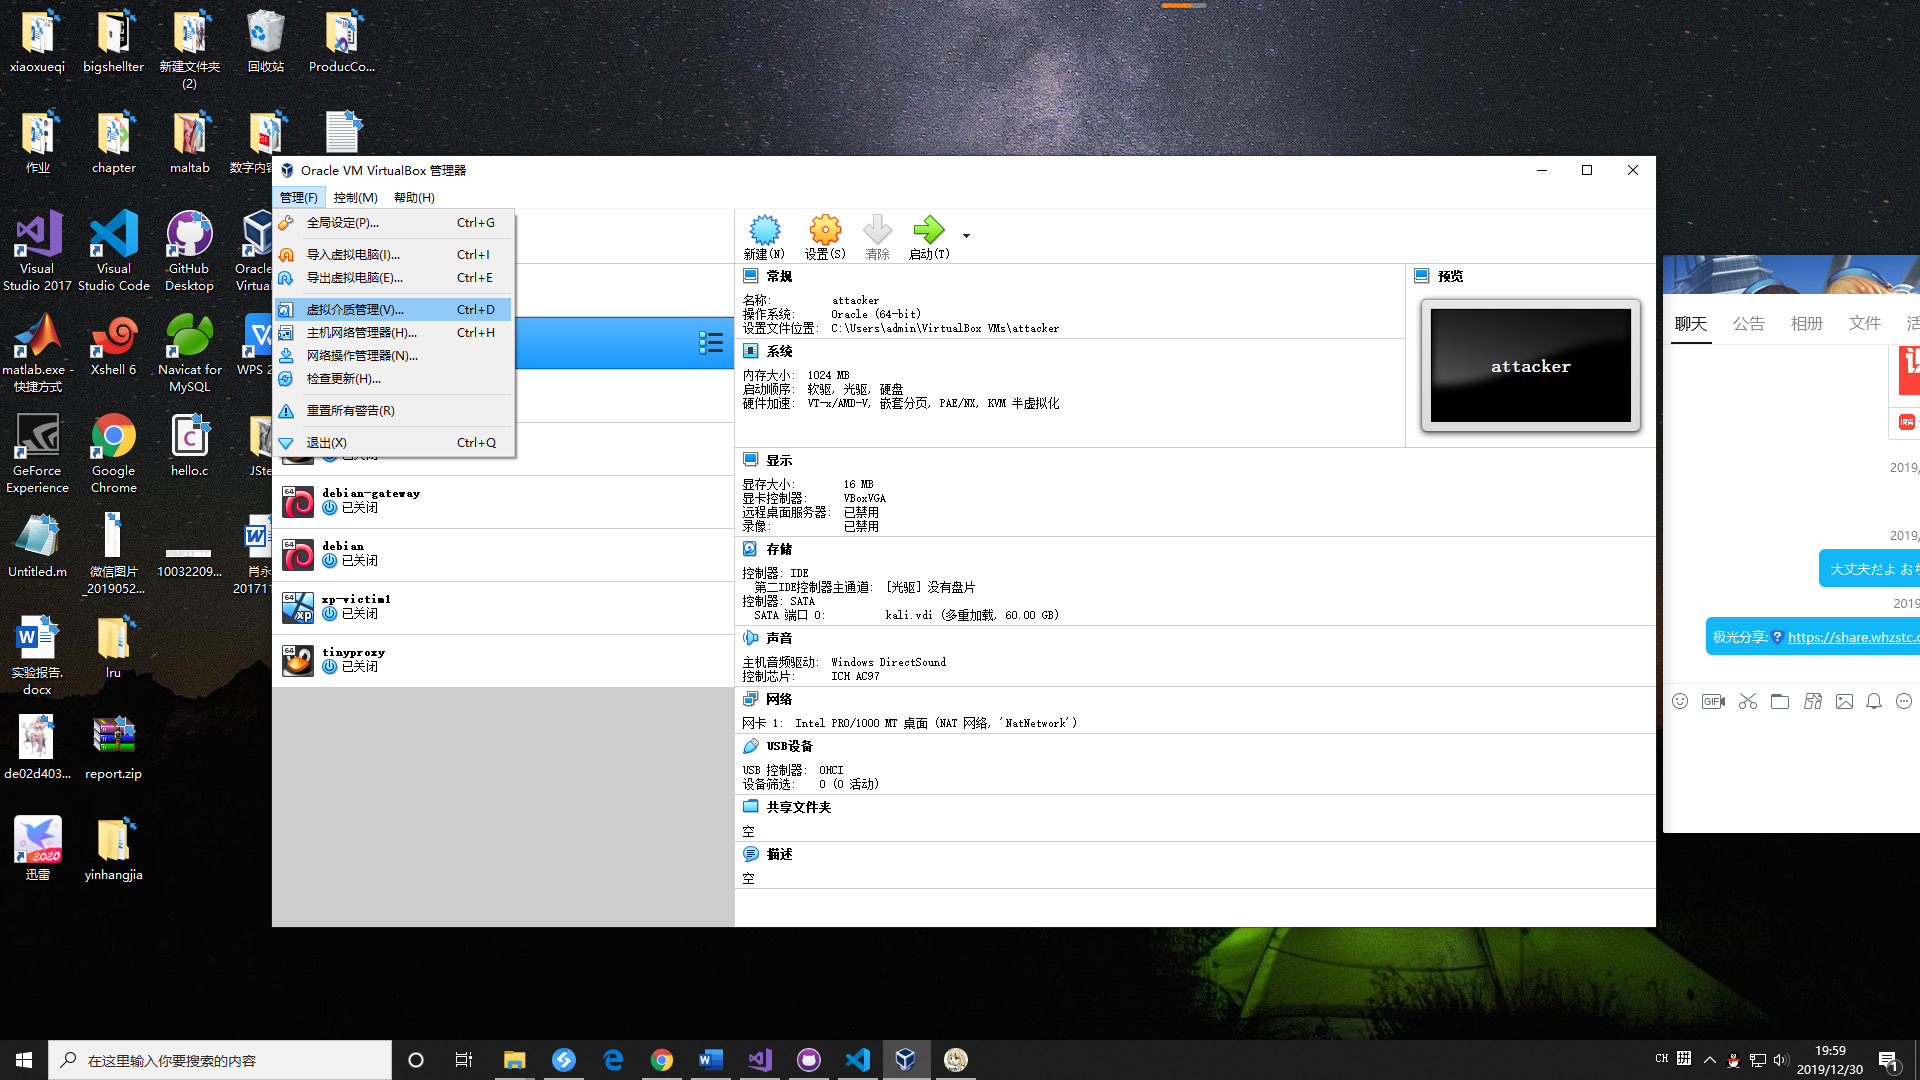 xiaoxueqi
bigshellter
新建文件夹
(2)
回收站
ProducCo...
作业
chapter
maltab
数字内容
Visual
Studio 2017
Visual
Studio Code
GitHub
Desktop
Oracle
Virtua
matlab.exe -
快捷方式
Xshell 6
Navicat for
MySQL
WPS 2
GeForce
Experience
Google
Chrome
hello.c
JSte
Untitled.m
微信图片
_2019052...
10032209...
肖永
201711
实验报告.
docx
lru
de02d403...
report.zip
2020
迅雷
yinhangjia
Oracle VM VirtualBox 管理器
管理(F) 控制(M) 帮助(H)
全局设定(P)... Ctrl+G
导入虚拟电脑(I)... Ctrl+I
导出虚拟电脑(E)... Ctrl+E
虚拟介质管理(V)... Ctrl+D
主机网络管理器(H)... Ctrl+H
网络操作管理器(N)...
检查更新(H)...
重置所有警告(R)
退出(X) Ctrl+Q
debian-gateway
已关闭
debian
已关闭
xp-victim1
已关闭
tinyproxy
已关闭
新建(N) 设置(S) 清除 启动(T)
常规
名称: attacker
操作系统: Oracle (64-bit)
设置文件位置: C:\Users\admin\VirtualBox VMs\attacker
系统
内存大小: 1024 MB
启动顺序: 软驱, 光驱, 硬盘
硬件加速: VT-x/AMD-V, 嵌套分页, PAE/NX, KVM 半虚拟化
预览
attacker
显示
显存大小: 16 MB
显卡控制器: VBoxVGA
远程桌面服务器: 已禁用
录像: 已禁用
存储
控制器: IDE
第二IDE控制器主通道: [光驱] 没有盘片
控制器: SATA
SATA 端口 0: kali.vdi (多重加载, 60.00 GB)
声音
主机音频驱动: Windows DirectSound
控制芯片: ICH AC97
网络
网卡 1: Intel PRO/1000 MT 桌面 (NAT 网络, 'NatNetwork')
USB设备
USB 控制器: OHCI
设备筛选: 0 (0 活动)
共享文件夹
空
描述
空
聊天 公告 相册 文件 活
2019/
2019/
大丈夫だよ お
2019
极光分享: https://share.whzstc.c
GIF
在这里输入你要搜索的内容
CH 拼
19:59
2019/12/30
1